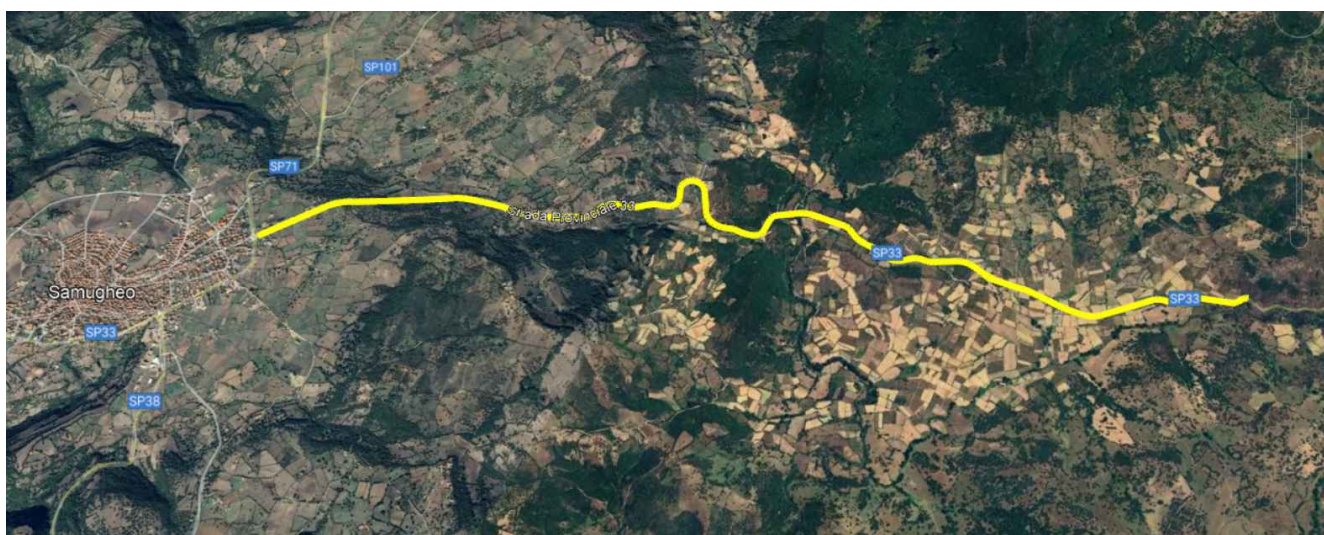 SP101
SP71
Strada Provinciale 33
SP33
Samugheo
SP33
SP33
SP38